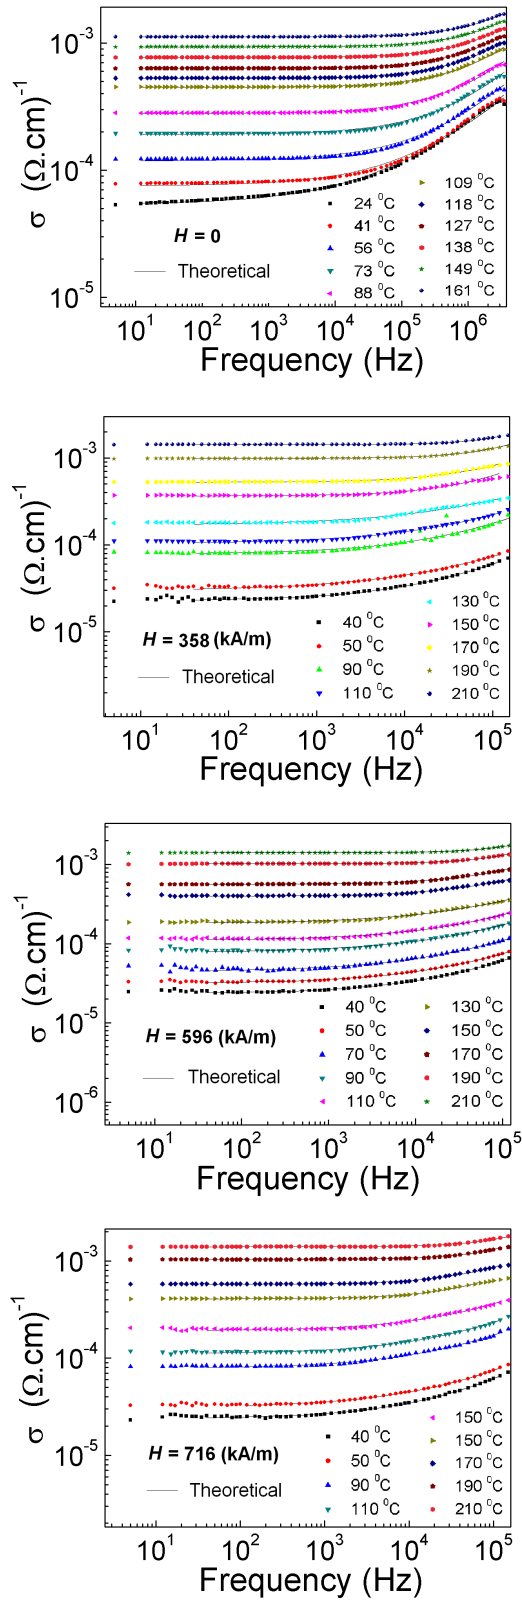 σ (Ω.cm)⁻¹
10⁻³
10⁻⁴
10⁻⁵
24 ⁰C
41 ⁰C
56 ⁰C
73 ⁰C
88 ⁰C
109 ⁰C
118 ⁰C
127 ⁰C
138 ⁰C
149 ⁰C
161 ⁰C
H = 0
Theoretical
10¹ 10² 10³ 10⁴ 10⁵ 10⁶
Frequency (Hz)
σ (Ω.cm)⁻¹
10⁻³
10⁻⁴
10⁻⁵
40 ⁰C
50 ⁰C
90 ⁰C
110 ⁰C
130 ⁰C
150 ⁰C
170 ⁰C
190 ⁰C
210 ⁰C
H = 358 (kA/m)
Theoretical
10¹ 10² 10³ 10⁴ 10⁵
Frequency (Hz)
σ (Ω.cm)⁻¹
10⁻³
10⁻⁴
10⁻⁵
10⁻⁶
40 ⁰C
50 ⁰C
70 ⁰C
90 ⁰C
110 ⁰C
130 ⁰C
150 ⁰C
170 ⁰C
190 ⁰C
210 ⁰C
H = 596 (kA/m)
Theoretical
10¹ 10² 10³ 10⁴ 10⁵
Frequency (Hz)
σ (Ω.cm)⁻¹
10⁻³
10⁻⁴
10⁻⁵
40 ⁰C
50 ⁰C
90 ⁰C
110 ⁰C
150 ⁰C
150 ⁰C
170 ⁰C
190 ⁰C
210 ⁰C
H = 716 (kA/m)
Theoretical
10¹ 10² 10³ 10⁴ 10⁵
Frequency (Hz)